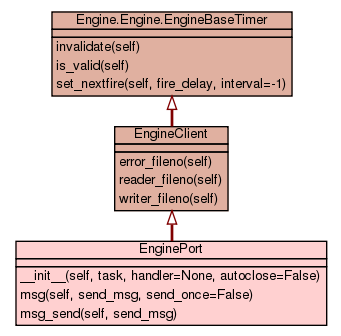 Engine.Engine.EngineBaseTimer
invalidate(self)
is_valid(self)
set_nextfire(self, fire_delay, interval=-1)
EngineClient
error_fileno(self)
reader_fileno(self)
writer_fileno(self)
EnginePort
__init__(self, task, handler=None, autoclose=False)
msg(self, send_msg, send_once=False)
msg_send(self, send_msg)